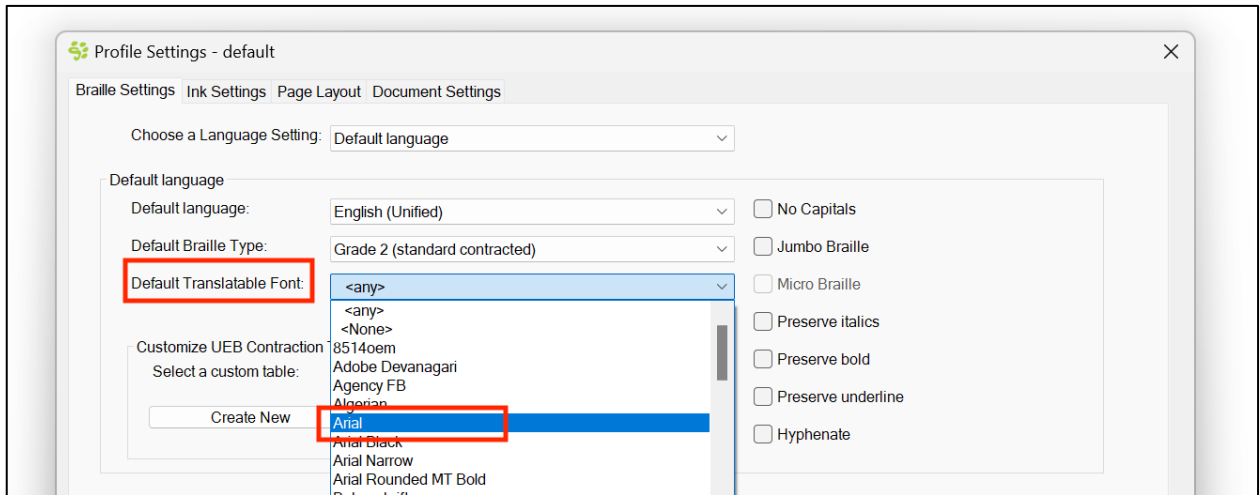 Profile Settings - default
Braille Settings Ink Settings Page Layout Document Settings
Choose a Language Setting: Default language
Default language
Default language: English (Unified) No Capitals
Default Braille Type: Grade 2 (standard contracted) Jumbo Braille
Default Translatable Font: <any> Micro Braille
<any>
<None> Preserve italics
Customize UEB Contraction 8514oem
Select a custom table: Adobe Devanagari Preserve bold
Agency FB
Algerian Preserve underline
Create New Arial
Arial Black Hyphenate
Arial Narrow
Arial Rounded MT Bold